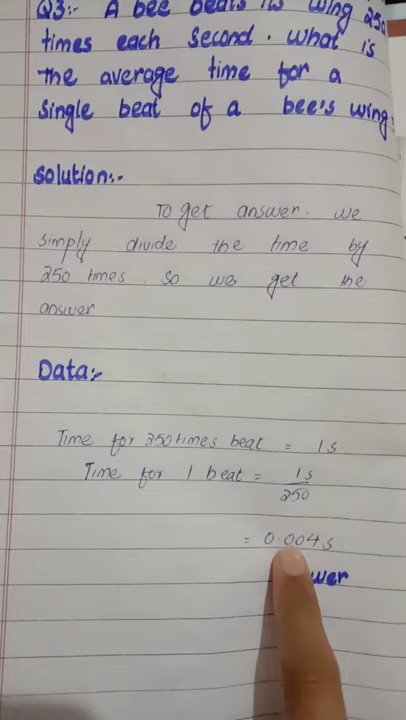 Q3:- A bee beats its wing 250
times each second. what is
the average time for a
single beat of a bee's wing.
Solution:-
To get answer. we
simply divide the time by
250 times. So we get the
answer
Data:-
Time for 250 times beat = 1s
Time for 1 beat = 1s
250
= 0.004s
wer